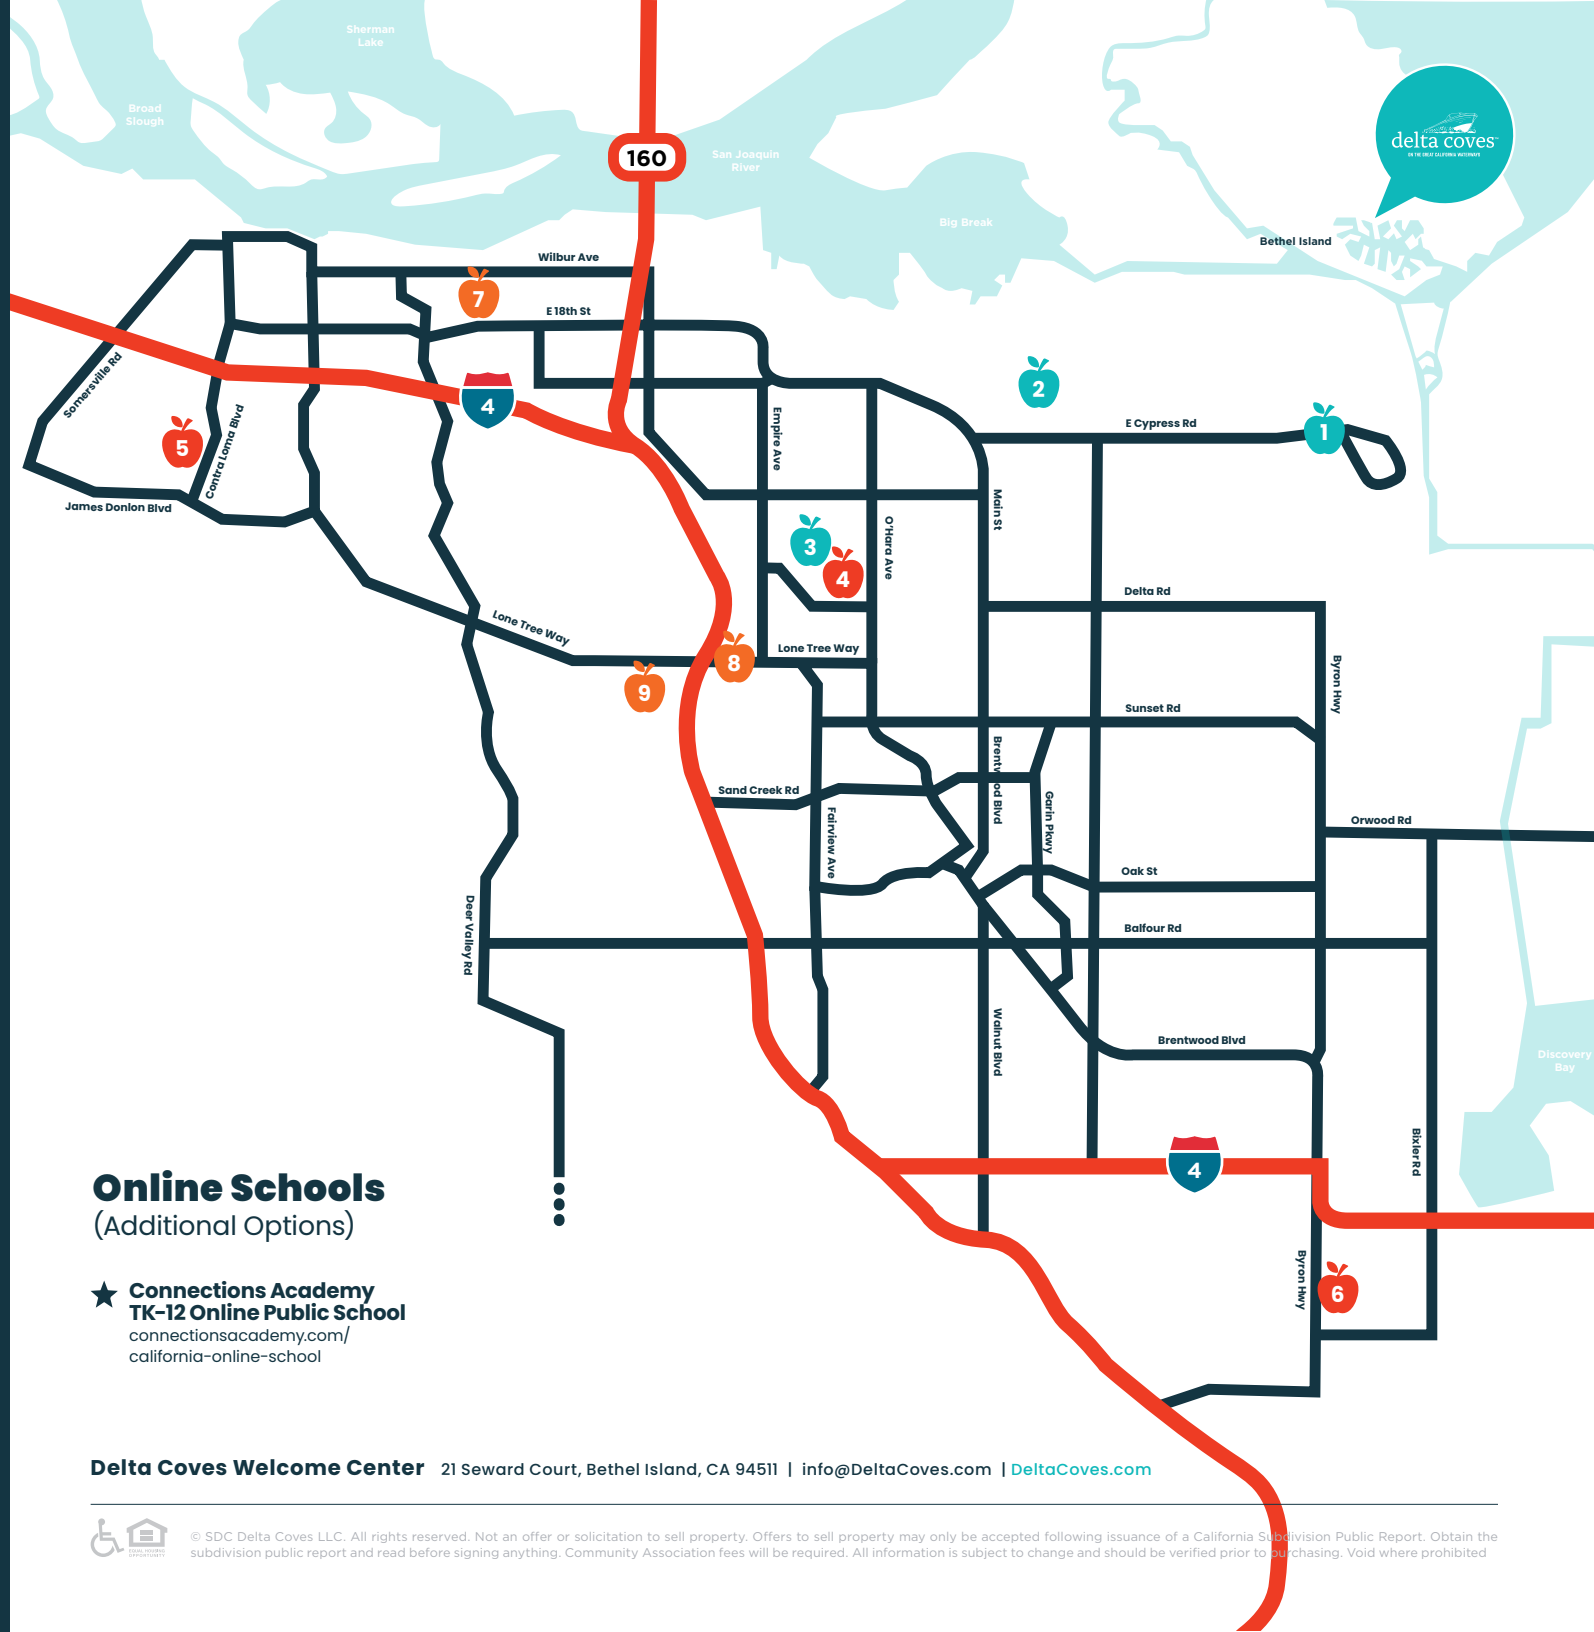 Sherman
Lake
Broad
Slough
160
San Joaquin
River
delta coves™
ON THE GREAT CALIFORNIA WATERWAYS
Big Break
Bethel Island
Wilbur Ave
7
E 18th St
Somersville Rd
4
2
Empire Ave
E Cypress Rd
1
5
Contra Loma Blvd
James Donlon Blvd
Main St
O'Hara Ave
3
4
Delta Rd
Lone Tree Way
Lone Tree Way
8
9
Byron Hwy
Sunset Rd
Brentwood Blvd
Sand Creek Rd
Garin Pkwy
Fairview Ave
Orwood Rd
Oak St
Deer Valley Rd
Balfour Rd
Walnut Blvd
Brentwood Blvd
Discovery
Bay
Bixler Rd
4
Byron Hwy
6
Online Schools
(Additional Options)
Connections Academy
TK-12 Online Public School
connectionsacademy.com/
california-online-school
Delta Coves Welcome Center 21 Seward Court, Bethel Island, CA 94511 | info@DeltaCoves.com | DeltaCoves.com
EQUAL HOUSING
OPPORTUNITY
© SDC Delta Coves LLC. All rights reserved. Not an offer or solicitation to sell property. Offers to sell property may only be accepted following issuance of a California Subdivision Public Report. Obtain the
subdivision public report and read before signing anything. Community Association fees will be required. All information is subject to change and should be verified prior to purchasing. Void where prohibited